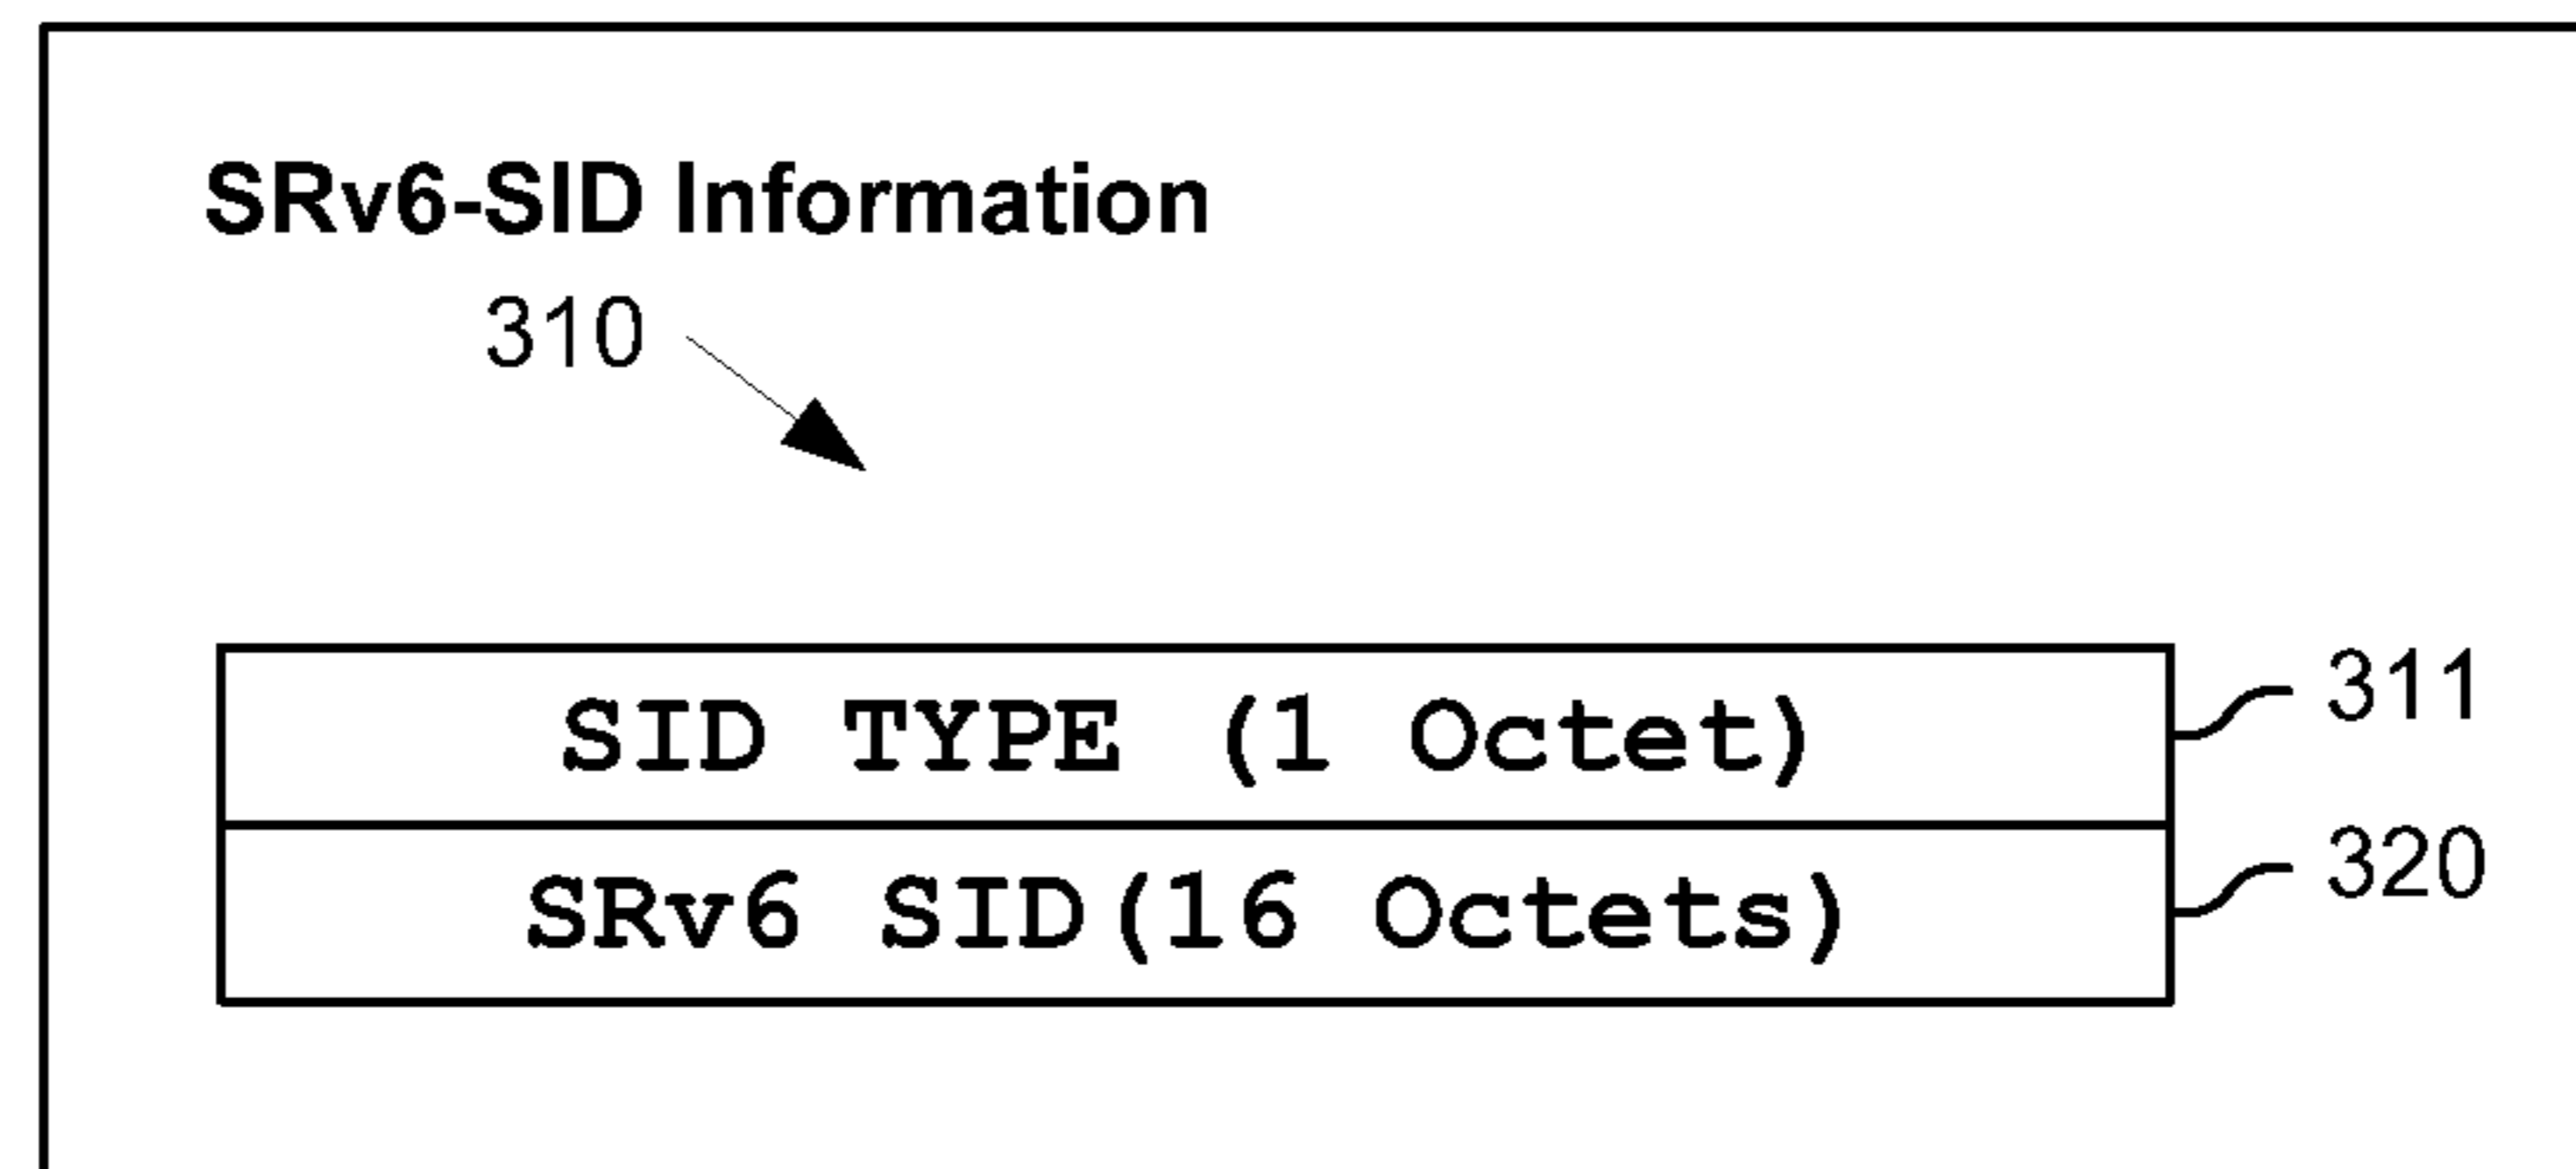 SRv6-SID Information
310
SID TYPE (1 Octet)
311
SRv6 SID(16 Octets)
320